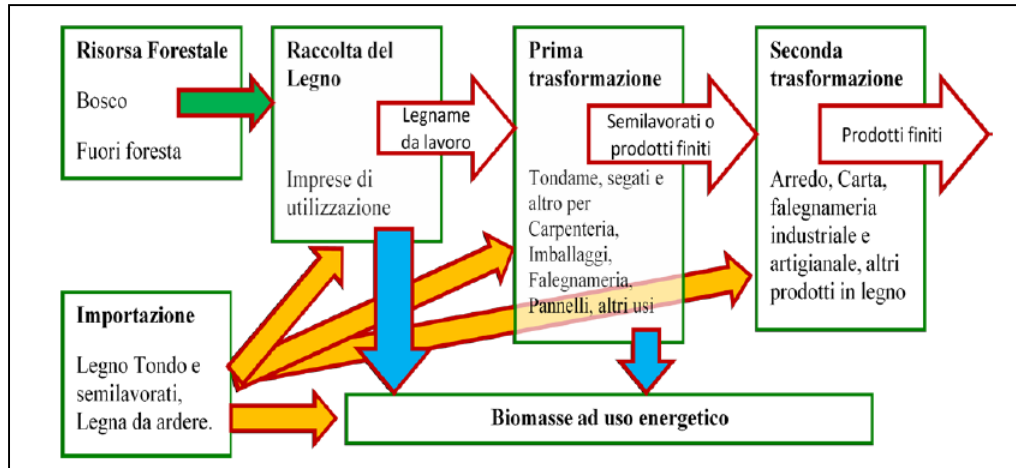 Risorsa Forestale
Bosco
Fuori foresta
Raccolta del
Legno
Legname
da lavoro
Imprese di
utilizzazione
Prima
trasformazione
Semilavorati o
prodotti finiti
Tondame, segati e
altro per
Carpenteria,
Imballaggi,
Falegnameria,
Pannelli, altri usi
Seconda
trasformazione
Prodotti finiti
Arredo, Carta,
falegnameria
industriale e
artigianale, altri
prodotti in legno
Importazione
Legno Tondo e
semilavorati,
Legna da ardere.
Biomasse ad uso energetico